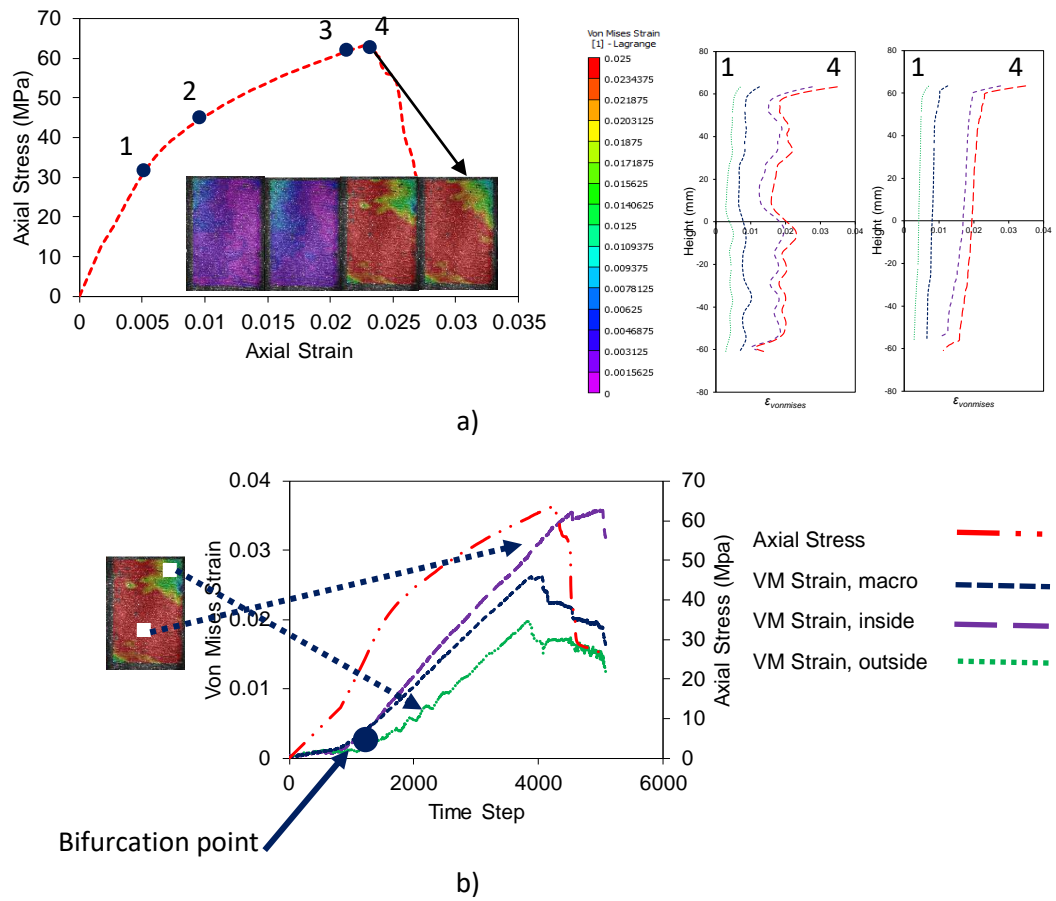 Axial Stress (MPa)
70
60
50
40
30
20
10
0
1
2
3
4
0 0.005 0.01 0.015 0.02 0.025 0.03 0.035
Axial Strain
Von Mises Strain
[1] - Lagrange
0.025
0.0234375
0.021875
0.0203125
0.01875
0.0171875
0.015625
0.0140625
0.0125
0.0109375
0.009375
0.0078125
0.00625
0.0046875
0.003125
0.0015625
0
Height (mm)
80
60
40
20
0
-20
-40
-60
-80
1 4
0 0.01 0.02 0.03 0.04
εvonmises
Height (mm)
80
60
40
20
0
-20
-40
-60
-80
1 4
0 0.01 0.02 0.03 0.04
εvonmises
a)
Von Mises Strain
0.04
0.03
0.02
0.01
0
0 2000 4000 6000
Time Step
70
60
50
40
30
20
10
0
Axial Stress (Mpa)
Axial Stress
VM Strain, macro
VM Strain, inside
VM Strain, outside
Bifurcation point
b)